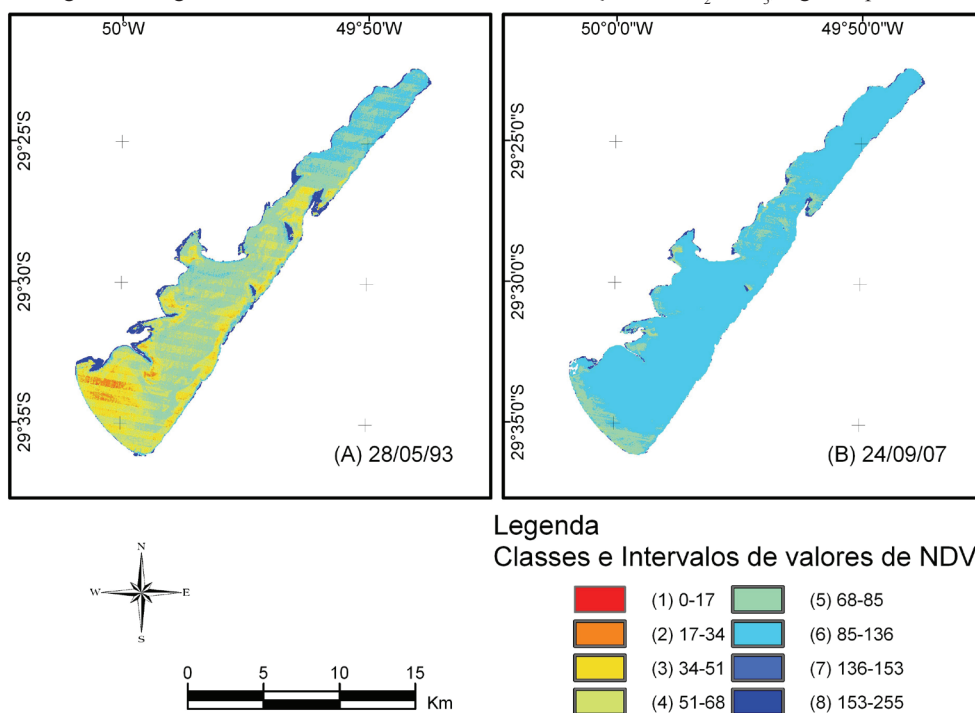 50°W 49°50'W 50°0'0"W 49°50'0"W
29°25'S
29°30'S
29°35'S
29°25'0"S
29°30'0"S
29°35'0"S
(A) 28/05/93
(B) 24/09/07
N
W E
S
0 5 10 15
Km
Legenda
Classes e Intervalos de valores de NDV
(1) 0-17 (5) 68-85
(2) 17-34 (6) 85-136
(3) 34-51 (7) 136-153
(4) 51-68 (8) 153-255